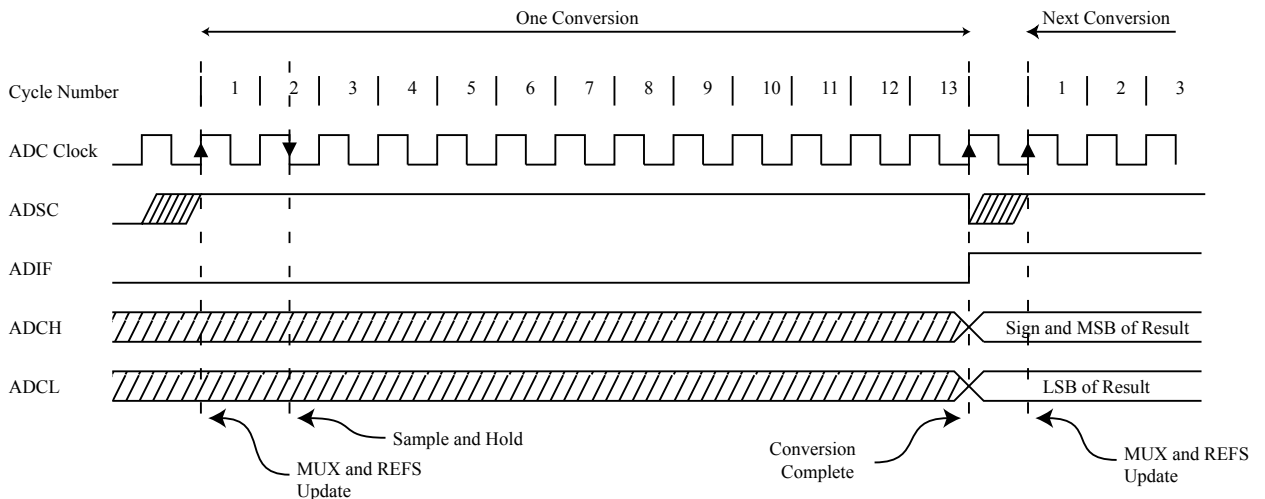 One Conversion
Next Conversion
Cycle Number
1 2 3 4 5 6 7 8 9 10 11 12 13 1 2 3
ADC Clock
ADSC
ADIF
ADCH
Sign and MSB of Result
ADCL
LSB of Result
Sample and Hold
MUX and REFS
Update
Conversion
Complete
MUX and REFS
Update